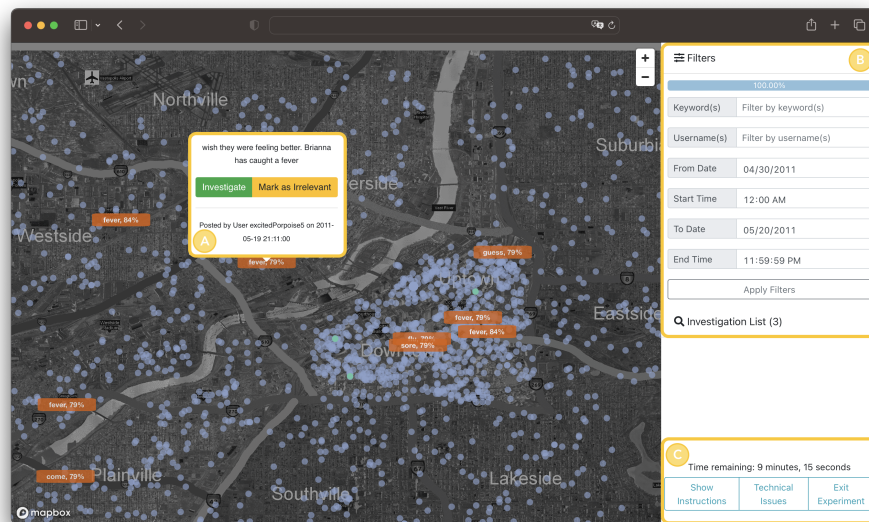 Northville
Suburbia
wish they were feeling better. Brianna
has caught a fever
Investigate Mark as Irrelevant
Posted by User excitedPorpoise5 on 2011-
05-19 21:11:00
A
erside
fever, 84%
Westside
fever, 79%
guess, 79%
Uptown
Eastside
fever, 79%
fever, 84%
sore, 79%
fever, 79%
come, 79%
Plainville
Southville
Lakeside
mapbox
Filters
B
100.00%
Keyword(s) Filter by keyword(s)
Username(s) Filter by username(s)
From Date 04/30/2011
Start Time 12:00 AM
To Date 05/20/2011
End Time 11:59:59 PM
Apply Filters
Investigation List (3)
C
Time remaining: 9 minutes, 15 seconds
Show Instructions
Technical Issues
Exit Experiment